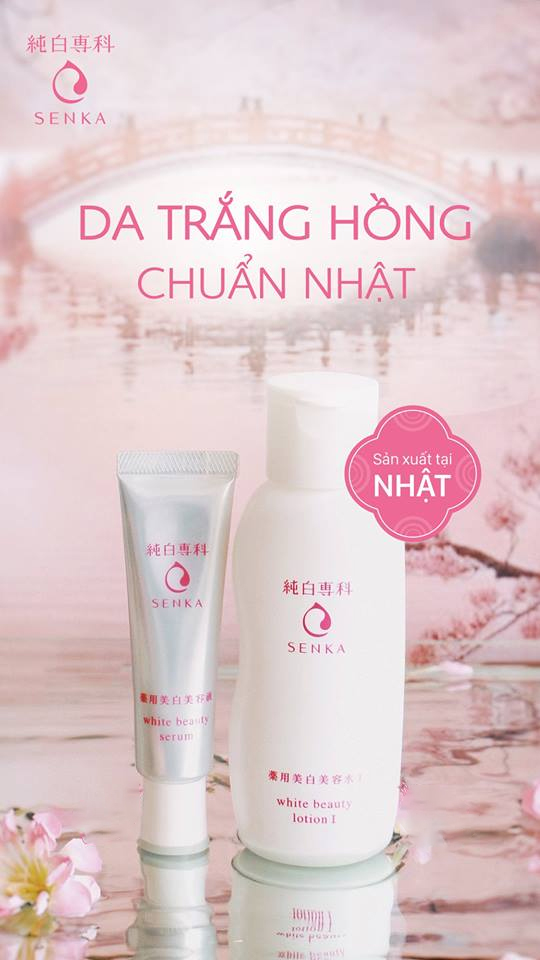 純白専科
SENKA
DA TRẮNG HỒNG
CHUẨN NHẬT
Sản xuất tại
NHẬT
純白専科
SENKA
薬用美白美容液
white beauty
serum
純白専科
SENKA
薬用美白美容水 I
white beauty
lotion I